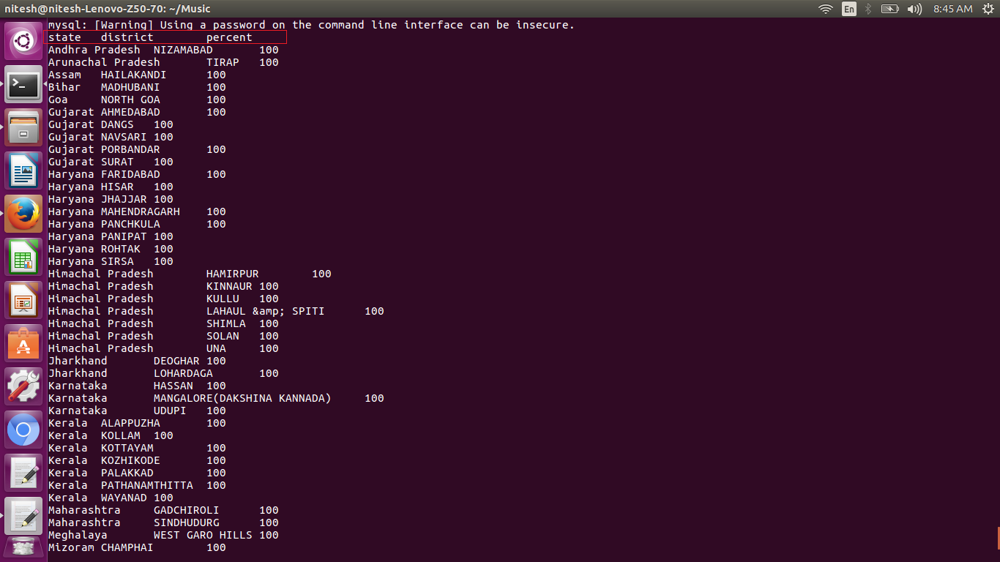 nitesh@nitesh-Lenovo-Z50-70: ~/Music En 8:45 AM
mysql: [Warning] Using a password on the command line interface can be insecure.
state district percent
Andhra Pradesh NIZAMABAD 100
Arunachal Pradesh TIRAP 100
Assam HAILAKANDI 100
Bihar MADHUBANI 100
Goa NORTH GOA 100
Gujarat AHMEDABAD 100
Gujarat DANGS 100
Gujarat NAVSARI 100
Gujarat PORBANDAR 100
Gujarat SURAT 100
Haryana FARIDABAD 100
Haryana HISAR 100
Haryana JHAJJAR 100
Haryana MAHENDRAGARH 100
Haryana PANCHKULA 100
Haryana PANIPAT 100
Haryana ROHTAK 100
Haryana SIRSA 100
Himachal Pradesh HAMIRPUR 100
Himachal Pradesh KINNAUR 100
Himachal Pradesh KULLU 100
Himachal Pradesh LAHAUL &amp; SPITI 100
Himachal Pradesh SHIMLA 100
Himachal Pradesh SOLAN 100
Himachal Pradesh UNA 100
Jharkhand DEOGHAR 100
Jharkhand LOHARDAGA 100
Karnataka HASSAN 100
Karnataka MANGALORE(DAKSHINA KANNADA) 100
Karnataka UDUPI 100
Kerala ALAPPUZHA 100
Kerala KOLLAM 100
Kerala KOTTAYAM 100
Kerala KOZHIKODE 100
Kerala PALAKKAD 100
Kerala PATHANAMTHITTA 100
Kerala WAYANAD 100
Maharashtra GADCHIROLI 100
Maharashtra SINDHUDURG 100
Meghalaya WEST GARO HILLS 100
Mizoram CHAMPHAI 100